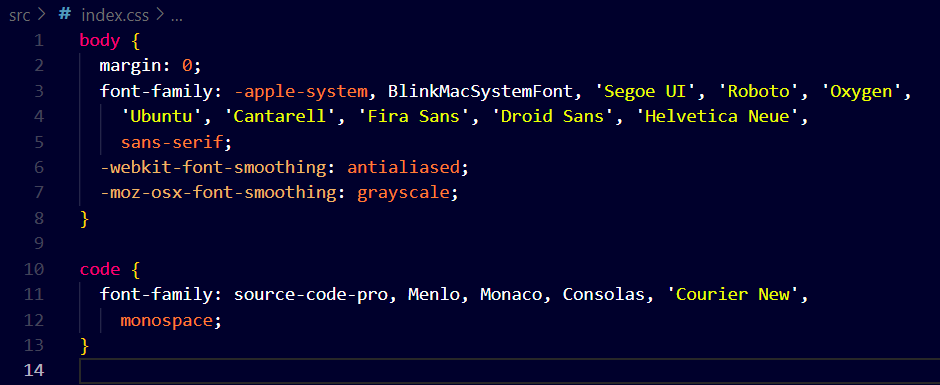 src > # index.css > ...
1 body {
2   margin: 0;
3   font-family: -apple-system, BlinkMacSystemFont, 'Segoe UI', 'Roboto', 'Oxygen',
4     'Ubuntu', 'Cantarell', 'Fira Sans', 'Droid Sans', 'Helvetica Neue',
5     sans-serif;
6   -webkit-font-smoothing: antialiased;
7   -moz-osx-font-smoothing: grayscale;
8 }
9
10 code {
11   font-family: source-code-pro, Menlo, Monaco, Consolas, 'Courier New',
12     monospace;
13 }
14